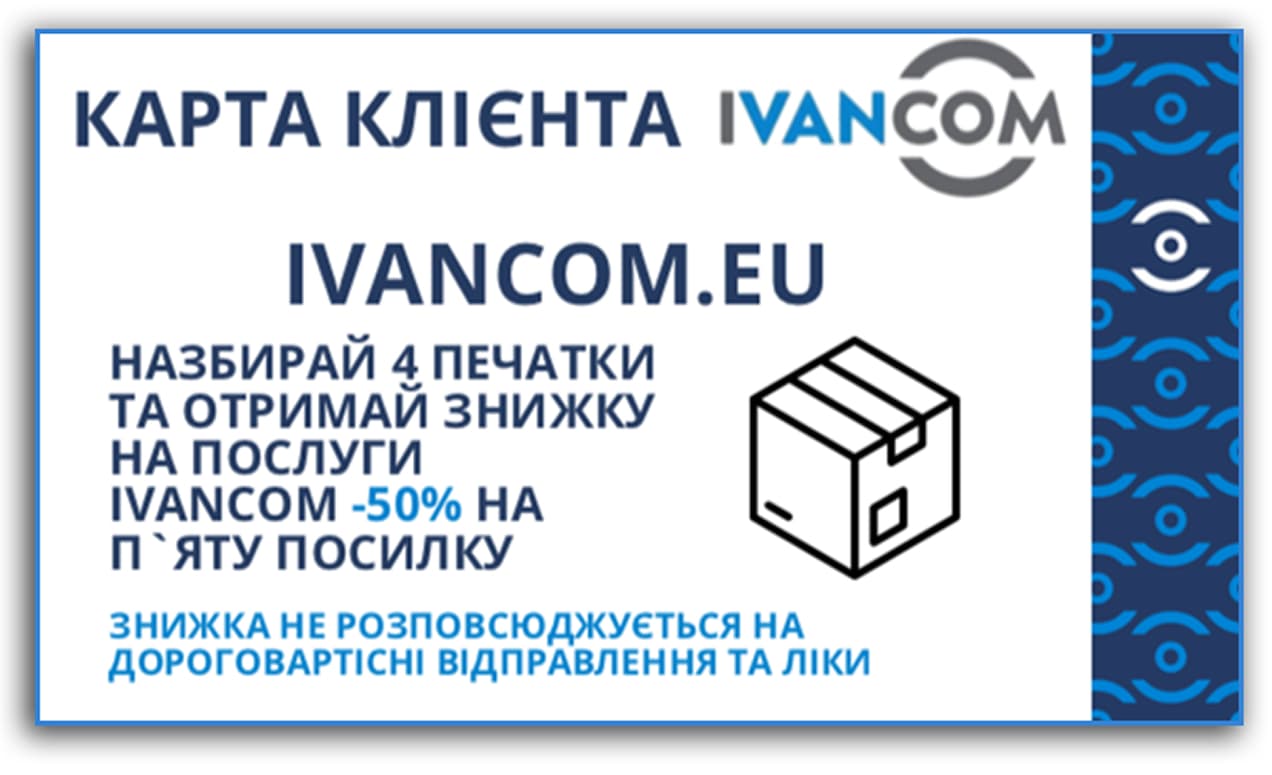 КАРТА КЛІЄНТА IVANCOM
IVANCOM.EU
НАЗБИРАЙ 4 ПЕЧАТКИ
ТА ОТРИМАЙ ЗНИЖКУ
НА ПОСЛУГИ
IVANCOM -50% НА
П`ЯТУ ПОСИЛКУ
ЗНИЖКА НЕ РОЗПОВСЮДЖУЄТЬСЯ НА
ДОРОГОВАРТІСНІ ВІДПРАВЛЕННЯ ТА ЛІКИ